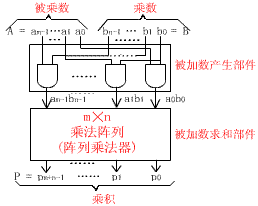 被乘数 乘数
A = am-1…a1 a0 bn-1 … b1 b0 = B
…… 被加数产生部件
am-1bn-1 …… a1b1 a0b0
m×n
乘法阵列
(阵列乘法器)
被加数求和部件
P = pm+n-1 …… p1 p0
乘积